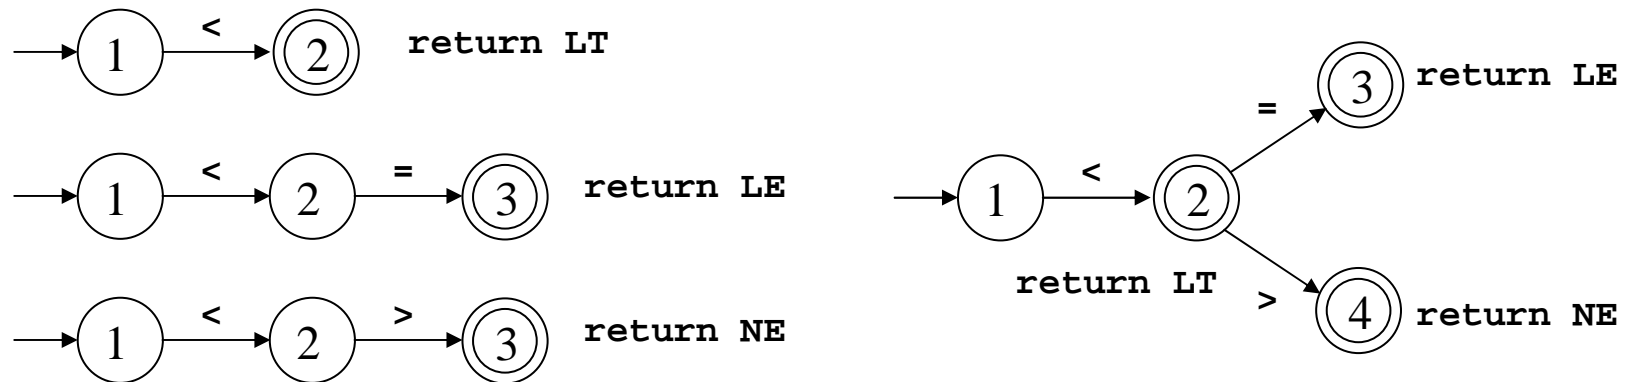 <
1 2 return LT
< =
1 2 3 return LE
< >
1 2 3 return NE
3 return LE
=
<
1 2
return LT
>
4 return NE